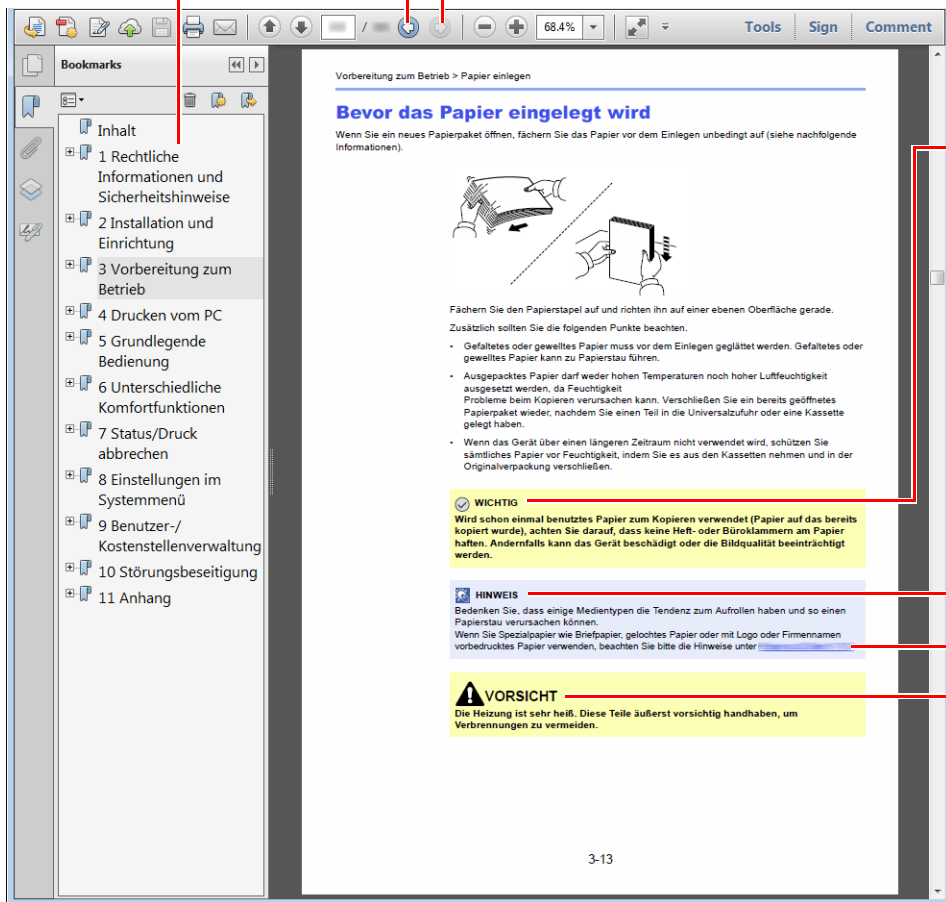 /
68.4%
Tools Sign Comment
Bookmarks
Inhalt
1 Rechtliche
Informationen und
Sicherheitshinweise
2 Installation und
Einrichtung
3 Vorbereitung zum
Betrieb
4 Drucken vom PC
5 Grundlegende
Bedienung
6 Unterschiedliche
Komfortfunktionen
7 Status/Druck
abbrechen
8 Einstellungen im
Systemmenü
9 Benutzer-/
Kostenstellenverwaltung
10 Störungsbeseitigung
11 Anhang
Vorbereitung zum Betrieb > Papier einlegen
Bevor das Papier eingelegt wird
Wenn Sie ein neues Papierpaket öffnen, fächern Sie das Papier vor dem Einlegen unbedingt auf (siehe nachfolgende
Informationen).
Fächern Sie den Papierstapel auf und richten ihn auf einer ebenen Oberfläche gerade.
Zusätzlich sollten Sie die folgenden Punkte beachten.
• Gefaltetes oder gewelltes Papier muss vor dem Einlegen geglättet werden. Gefaltetes oder
gewelltes Papier kann zu Papierstau führen.
• Ausgepacktes Papier darf weder hohen Temperaturen noch hoher Luftfeuchtigkeit
ausgesetzt werden, da Feuchtigkeit
Probleme beim Kopieren verursachen kann. Verschließen Sie ein bereits geöffnetes
Papierpaket wieder, nachdem Sie einen Teil in die Universalzufuhr oder eine Kassette
gelegt haben.
• Wenn das Gerät über einen längeren Zeitraum nicht verwendet wird, schützen Sie
sämtliches Papier vor Feuchtigkeit, indem Sie es aus den Kassetten nehmen und in der
Originalverpackung verschließen.
WICHTIG
Wird schon einmal benutztes Papier zum Kopieren verwendet (Papier auf das bereits
kopiert wurde), achten Sie darauf, dass keine Heft- oder Büroklammern am Papier
haften. Andernfalls kann das Gerät beschädigt oder die Bildqualität beeinträchtigt
werden.
HINWEIS
Bedenken Sie, dass einige Medientypen die Tendenz zum Aufrollen haben und so einen
Papierstau verursachen können.
Wenn Sie Spezialpapier wie Briefpapier, gelochtes Papier oder mit Logo oder Firmennamen
vorbedrucktes Papier verwenden, beachten Sie bitte die Hinweise unter
VORSICHT
Die Heizung ist sehr heiß. Diese Teile äußerst vorsichtig handhaben, um
Verbrennungen zu vermeiden.
3-13